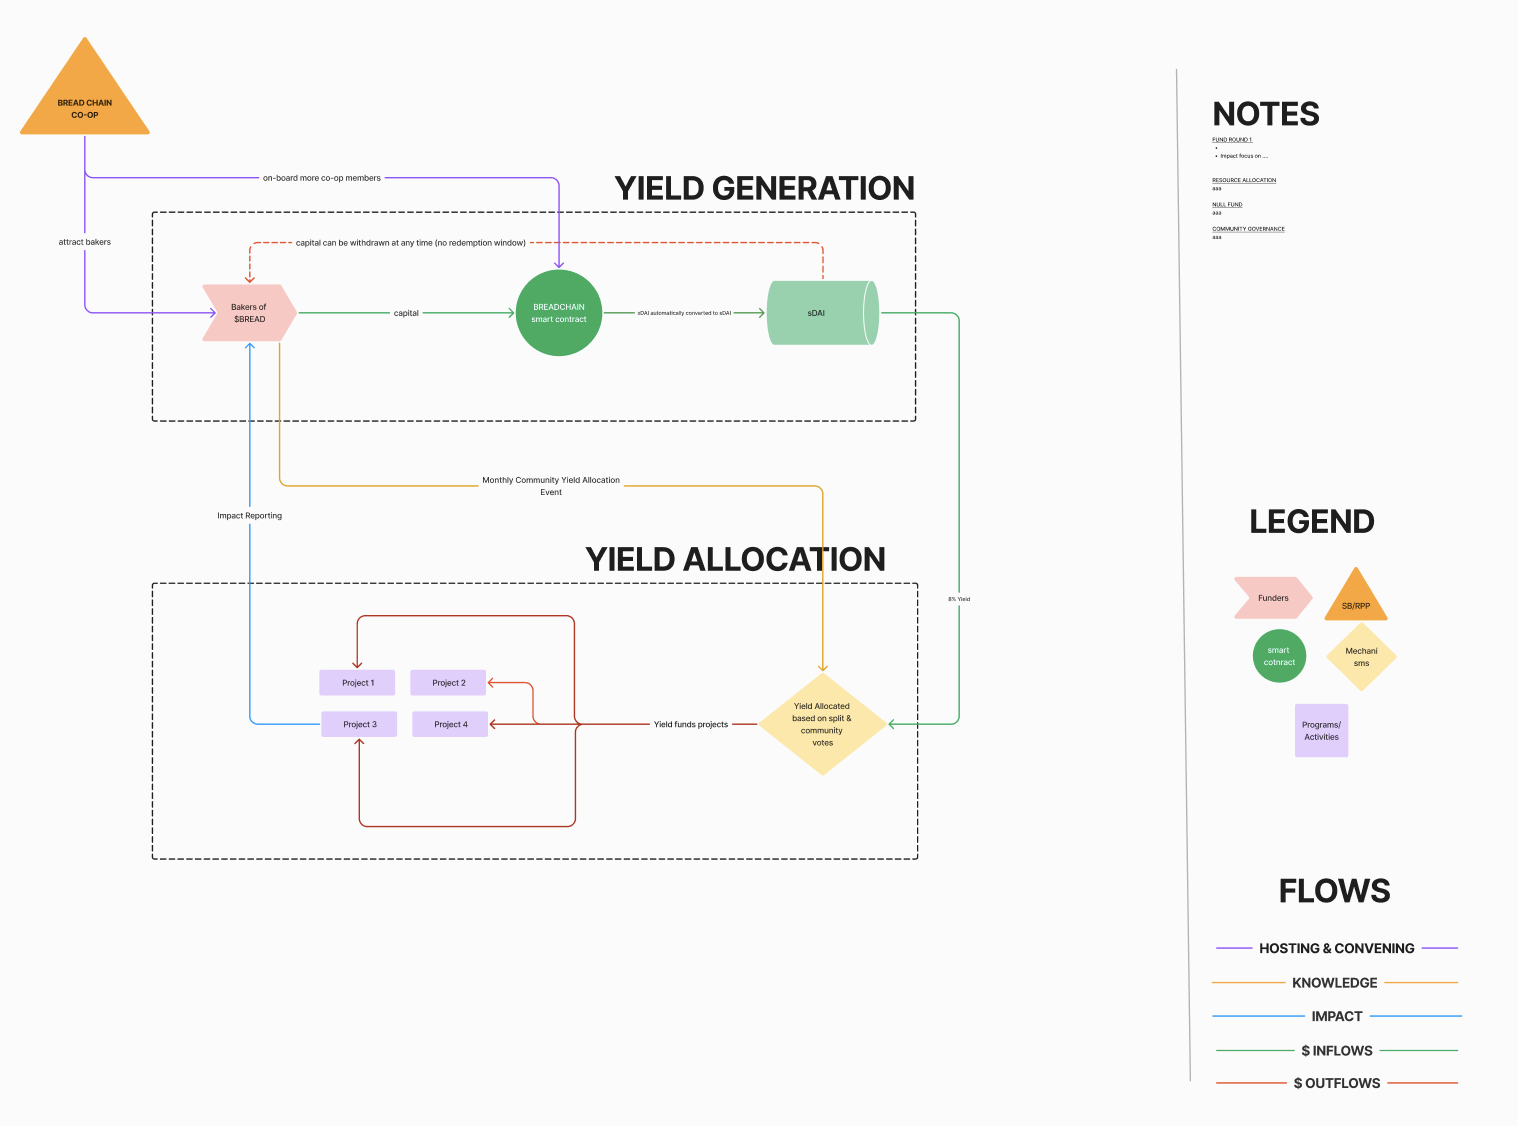 BREAD CHAIN
CO-OP
on-board more co-op members
attract bakers
YIELD GENERATION
capital can be withdrawn at any time (no redemption window)
Bakers of
$BREAD
capital
BREADCHAIN
smart contract
sDAI automatically converted to sDAI
sDAI
Monthly Community Yield Allocation
Event
Impact Reporting
YIELD ALLOCATION
8% Yield
Project 1
Project 2
Project 3
Project 4
Yield funds projects
Yield Allocated
based on split &
community
votes
NOTES
FUND ROUND 1
•
• Impact focus on ....
RESOURCE ALLOCATION
aaa
NULL FUND
aaa
COMMUNITY GOVERNANCE
aaa
LEGEND
Funders
SB/RPP
smart
cotnract
Mechani
sms
Programs/
Activities
FLOWS
HOSTING & CONVENING
KNOWLEDGE
IMPACT
$ INFLOWS
$ OUTFLOWS